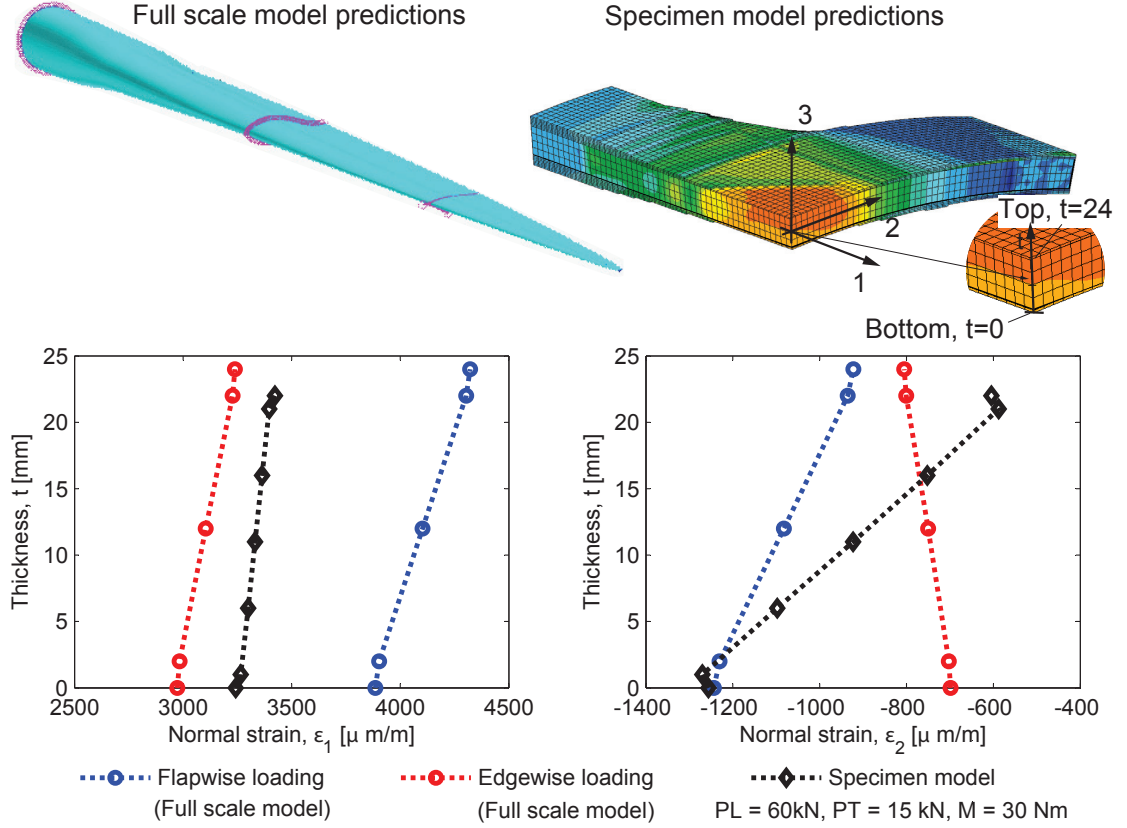 Full scale model predictions
Specimen model predictions
3
2
1
Top, t=24
t
Bottom, t=0
25
20
15
10
5
0
Thickness, t [mm]
2500
3000
3500
4000
4500
Normal strain, ε₁ [μ m/m]
25
20
15
10
5
0
Thickness, t [mm]
-1400
-1200
-1000
-800
-600
-400
Normal strain, ε₂ [μ m/m]
Flapwise loading
(Full scale model)
Edgewise loading
(Full scale model)
Specimen model
PL = 60kN, PT = 15 kN, M = 30 Nm